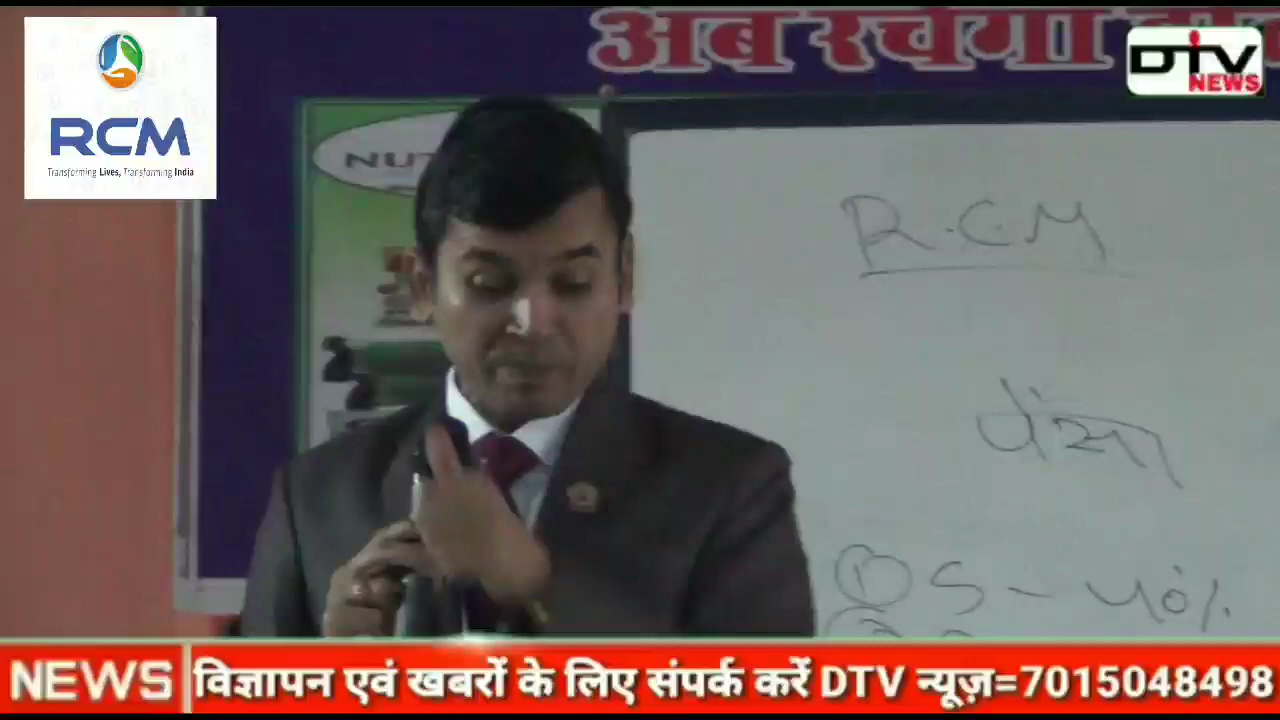 RCM
Transforming Lives, Transforming India
अब रचेगा
DTV
NEWS
NUT
R.C.M
पैसा
① S - 40%
NEWS विज्ञापन एवं खबरों के लिए संपर्क करें DTV न्यूज़=7015048498